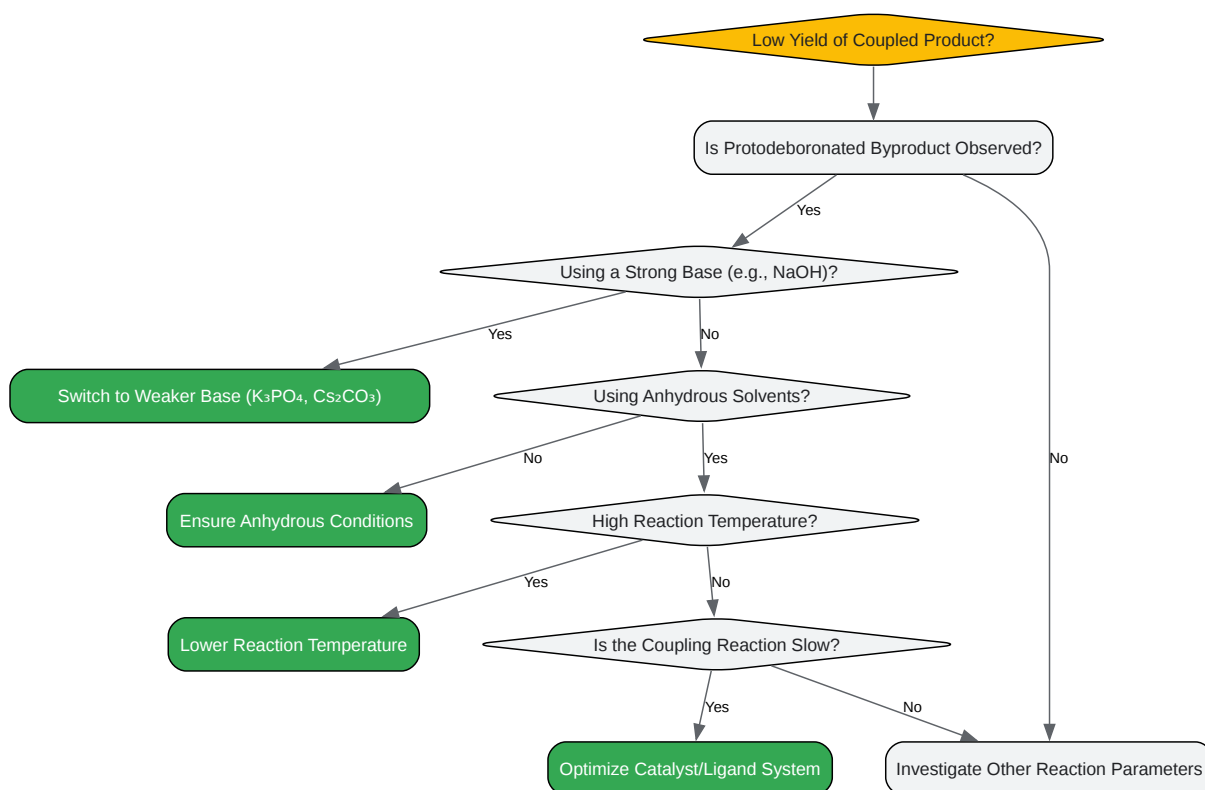 Low Yield of Coupled Product?
Is Protodeboronated Byproduct Observed?
Yes
Using a Strong Base (e.g., NaOH)?
Yes
No
Switch to Weaker Base (K₃PO₄, Cs₂CO₃)
Using Anhydrous Solvents?
No
Yes
No
Ensure Anhydrous Conditions
High Reaction Temperature?
Yes
No
Lower Reaction Temperature
Is the Coupling Reaction Slow?
Yes
No
Optimize Catalyst/Ligand System
Investigate Other Reaction Parameters